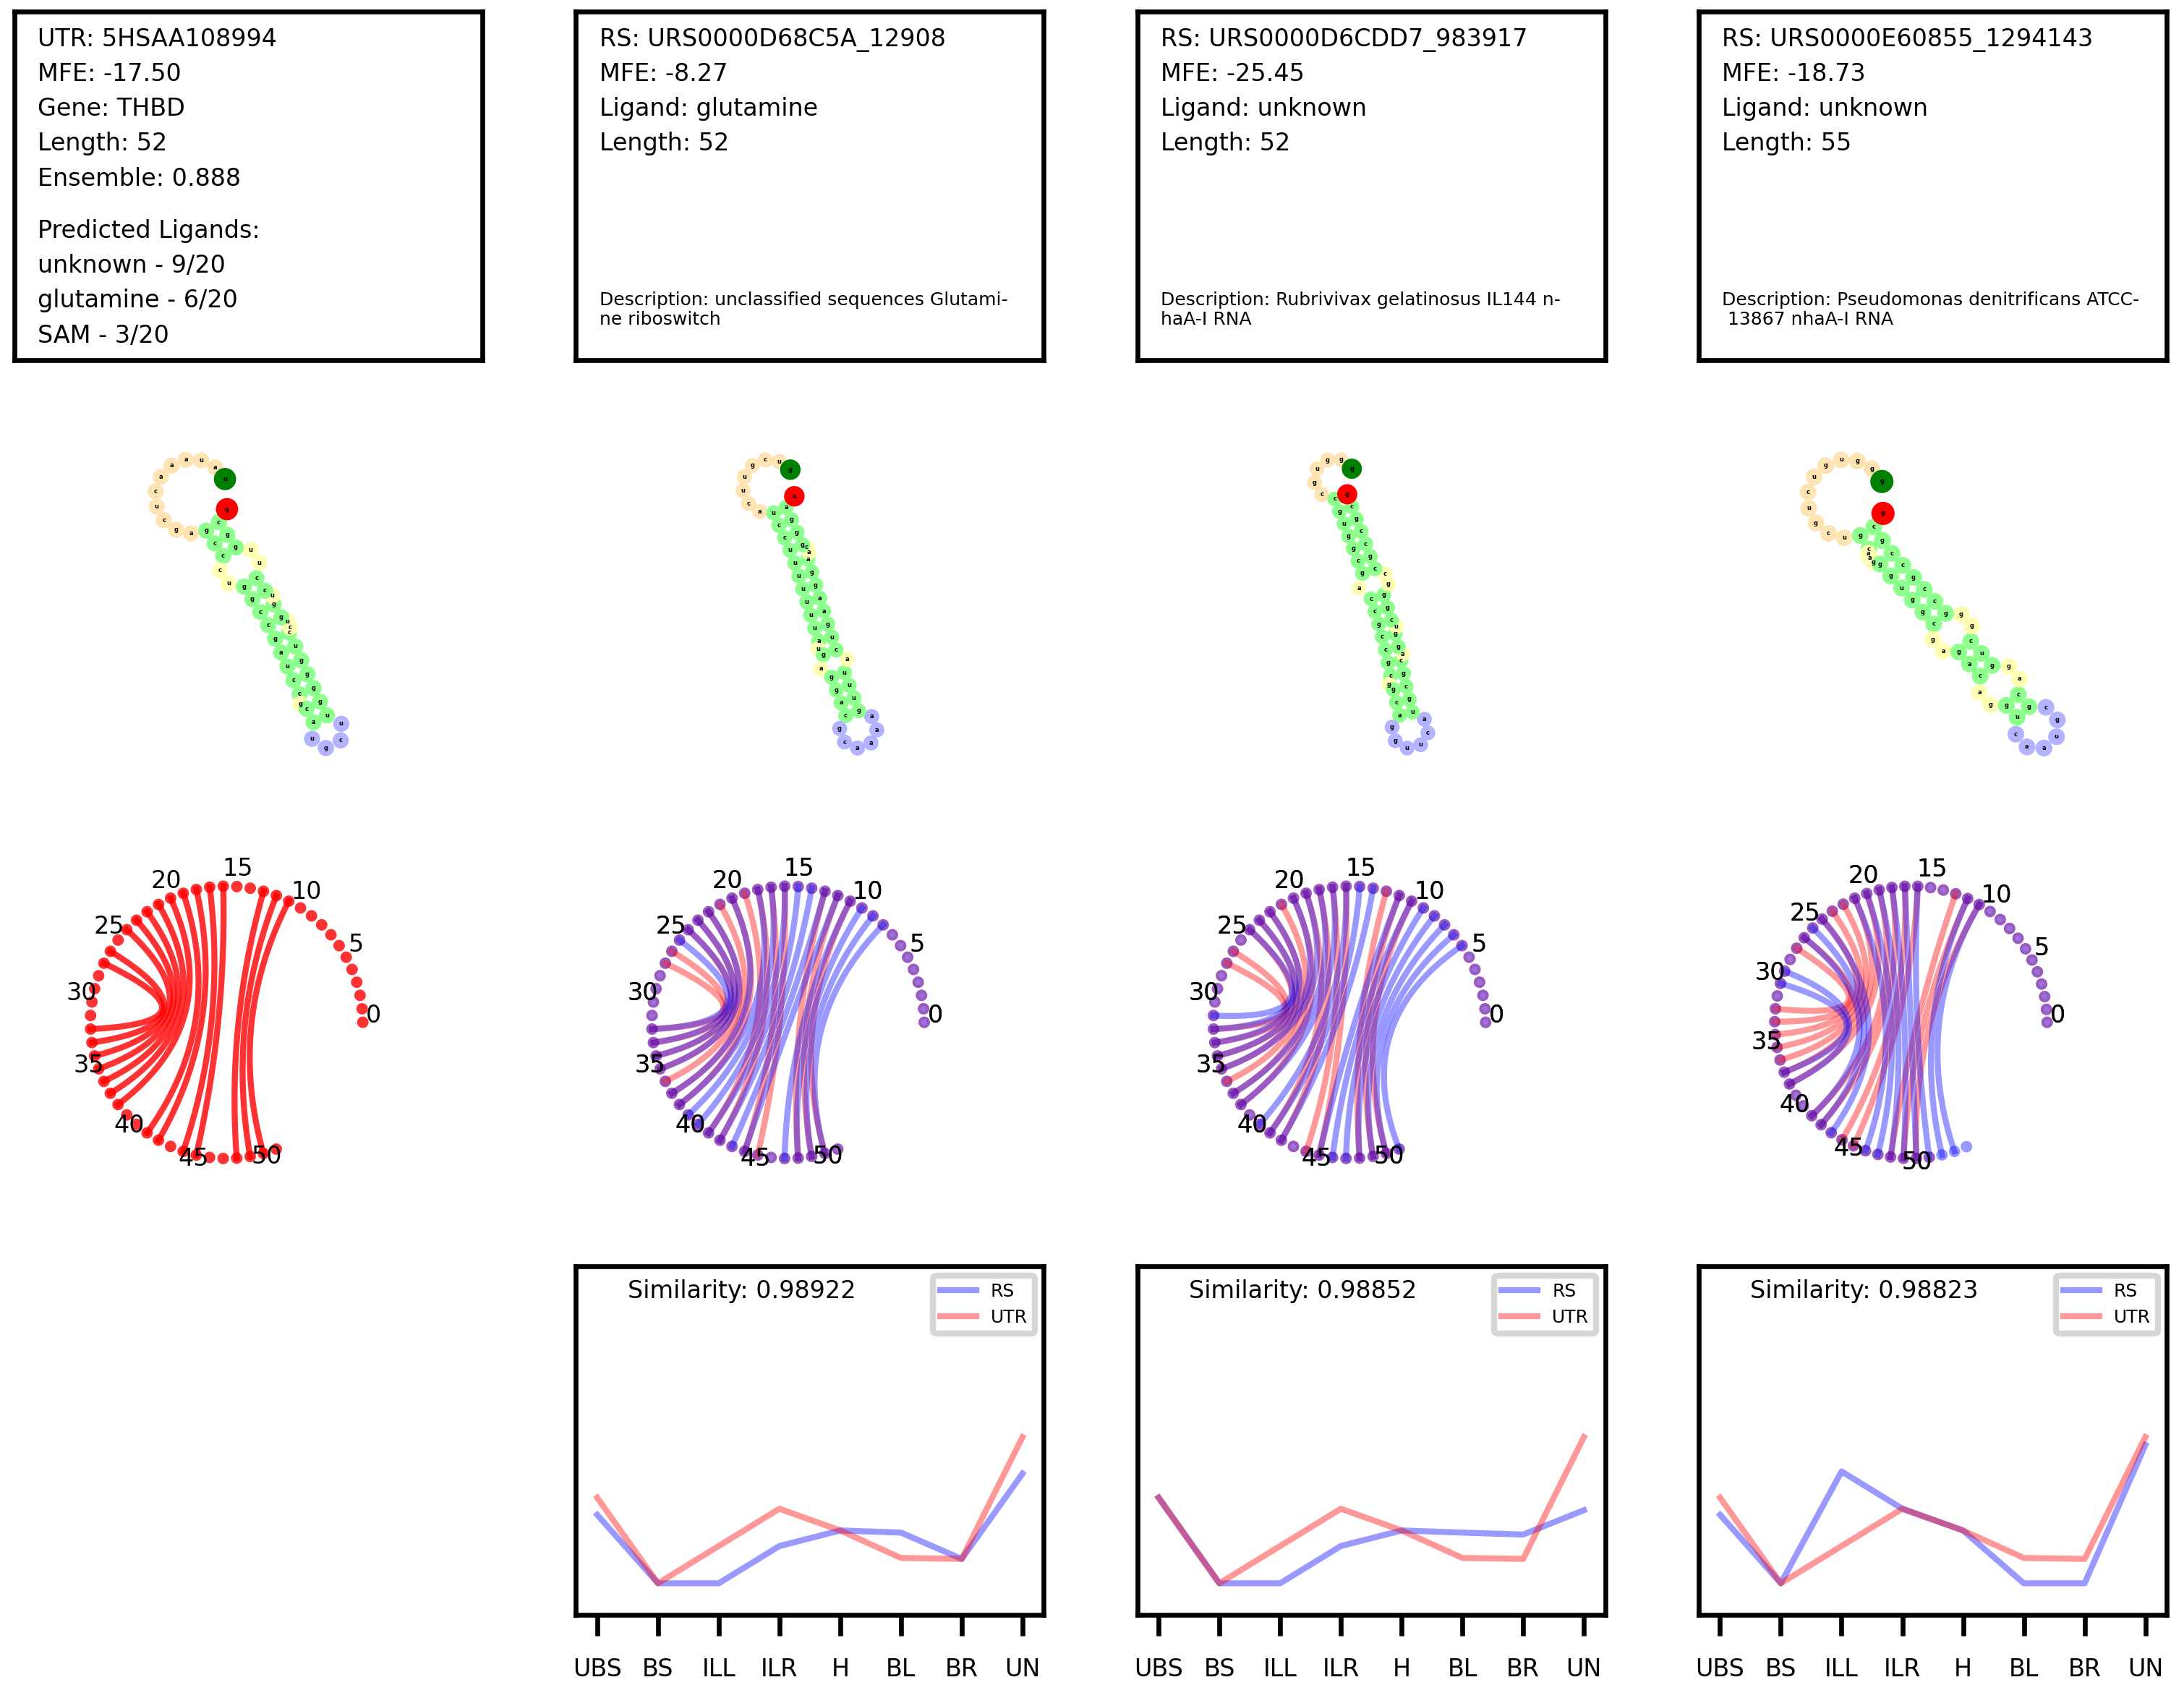 UTR: 5HSAA108994
MFE: -17.50
Gene: THBD
Length: 52
Ensemble: 0.888
Predicted Ligands:
unknown - 9/20
glutamine - 6/20
SAM - 3/20
RS: URS0000D68C5A_12908
MFE: -8.27
Ligand: glutamine
Length: 52
Description: unclassified sequences Glutami-
ne riboswitch
RS: URS0000D6CDD7_983917
MFE: -25.45
Ligand: unknown
Length: 52
Description: Rubrivivax gelatinosus IL144 n-
haA-I RNA
RS: URS0000E60855_1294143
MFE: -18.73
Ligand: unknown
Length: 55
Description: Pseudomonas denitrificans ATCC-
13867 nhaA-I RNA
0
5
10
15
20
25
30
35
40
45
50
0
5
10
15
20
25
30
35
40
45
50
0
5
10
15
20
25
30
35
40
45
50
0
5
10
15
20
25
30
35
40
45
50
Similarity: 0.98922
RS
UTR
UBS BS ILL ILR H BL BR UN
Similarity: 0.98852
RS
UTR
UBS BS ILL ILR H BL BR UN
Similarity: 0.98823
RS
UTR
UBS BS ILL ILR H BL BR UN